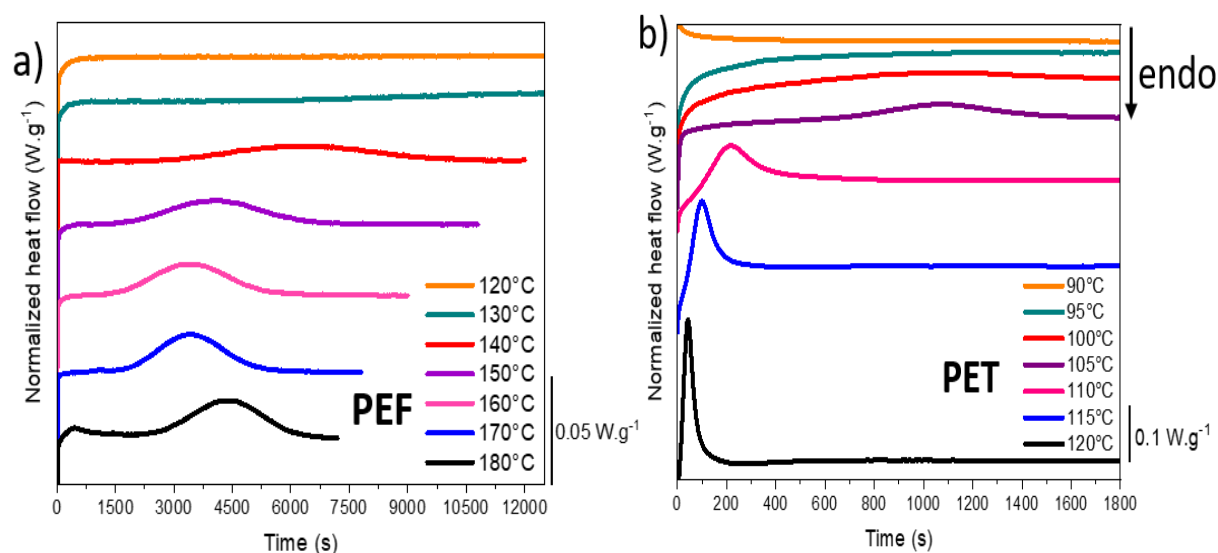 a)
Normalized heat flow (W.g⁻¹)
120°C
130°C
140°C
150°C
160°C
170°C
180°C
PEF
0.05 W.g⁻¹
0 1500 3000 4500 6000 7500 9000 10500 12000
Time (s)
b)
endo
Normalized heat flow (W.g⁻¹)
90°C
95°C
100°C
105°C
110°C
115°C
120°C
PET
0.1 W.g⁻¹
0 200 400 600 800 1000 1200 1400 1600 1800
Time (s)